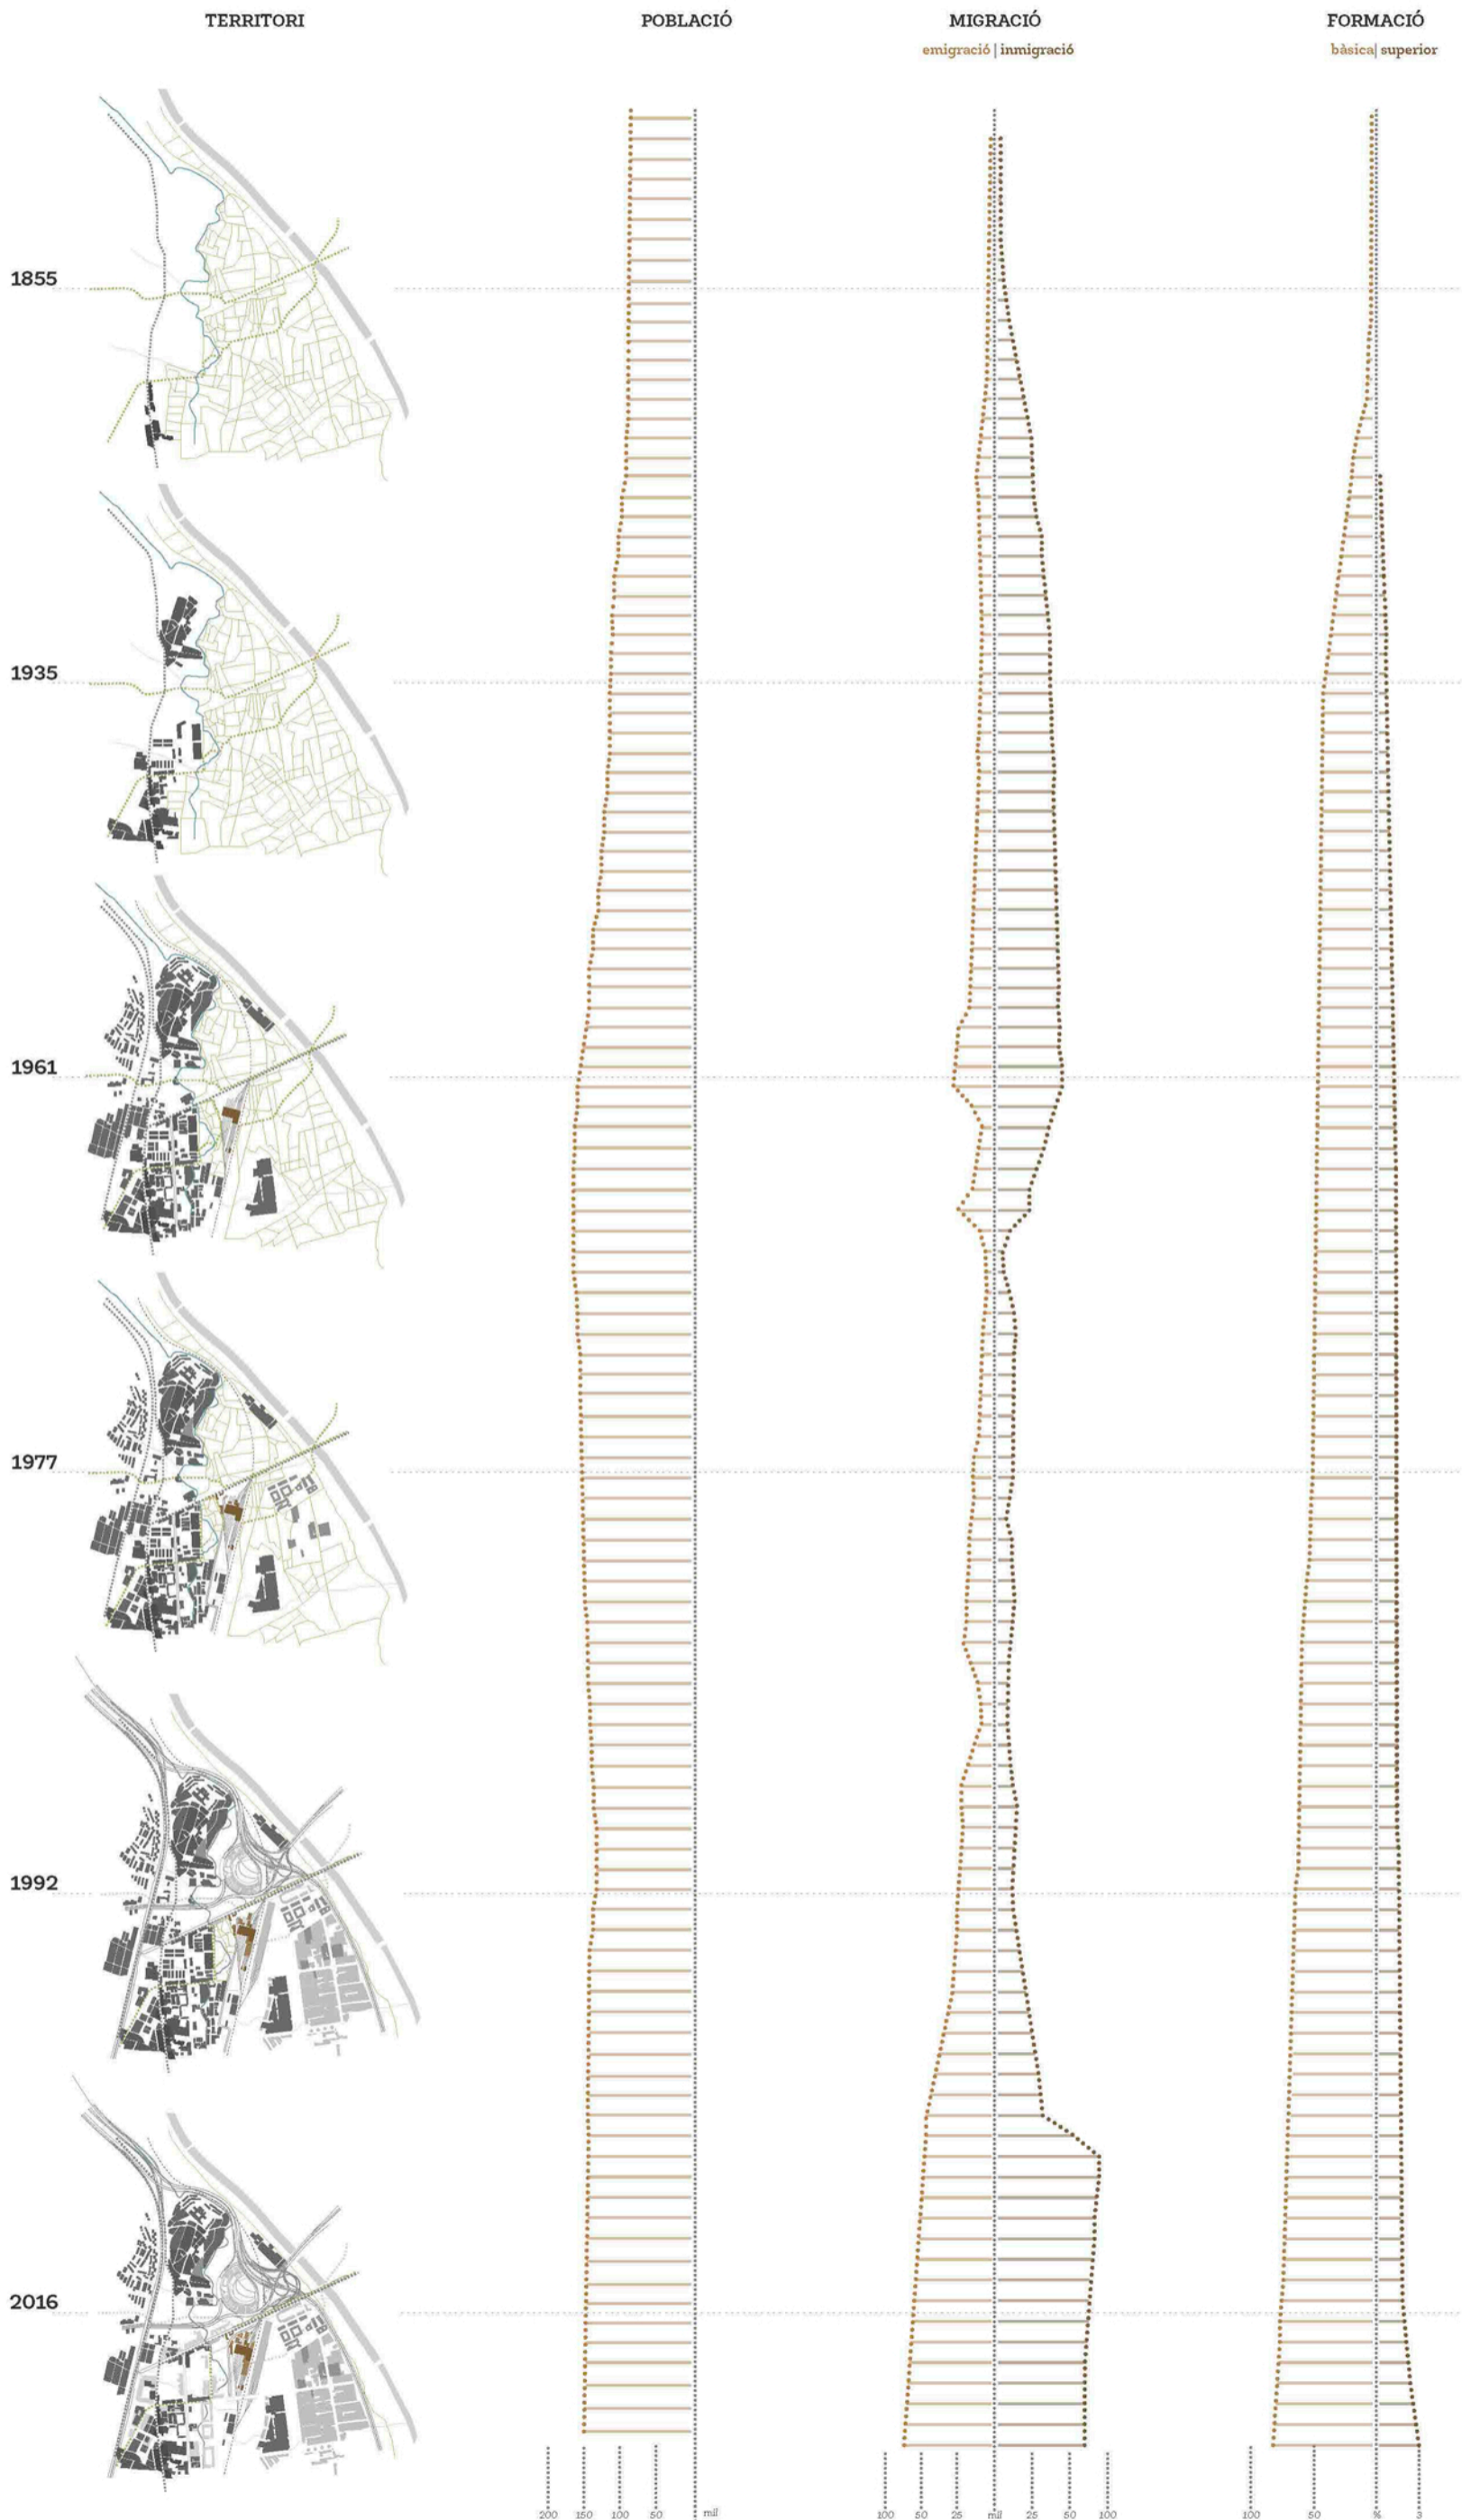 TERRITORI POBLACIÓ MIGRACIÓ FORMACIÓ
emigració | inmigració bàsica| superior
1855
1935
1961
1977
1992
2016
200 150 100 50 mil 100 50 25 mil 25 50 100 100 50 % 3